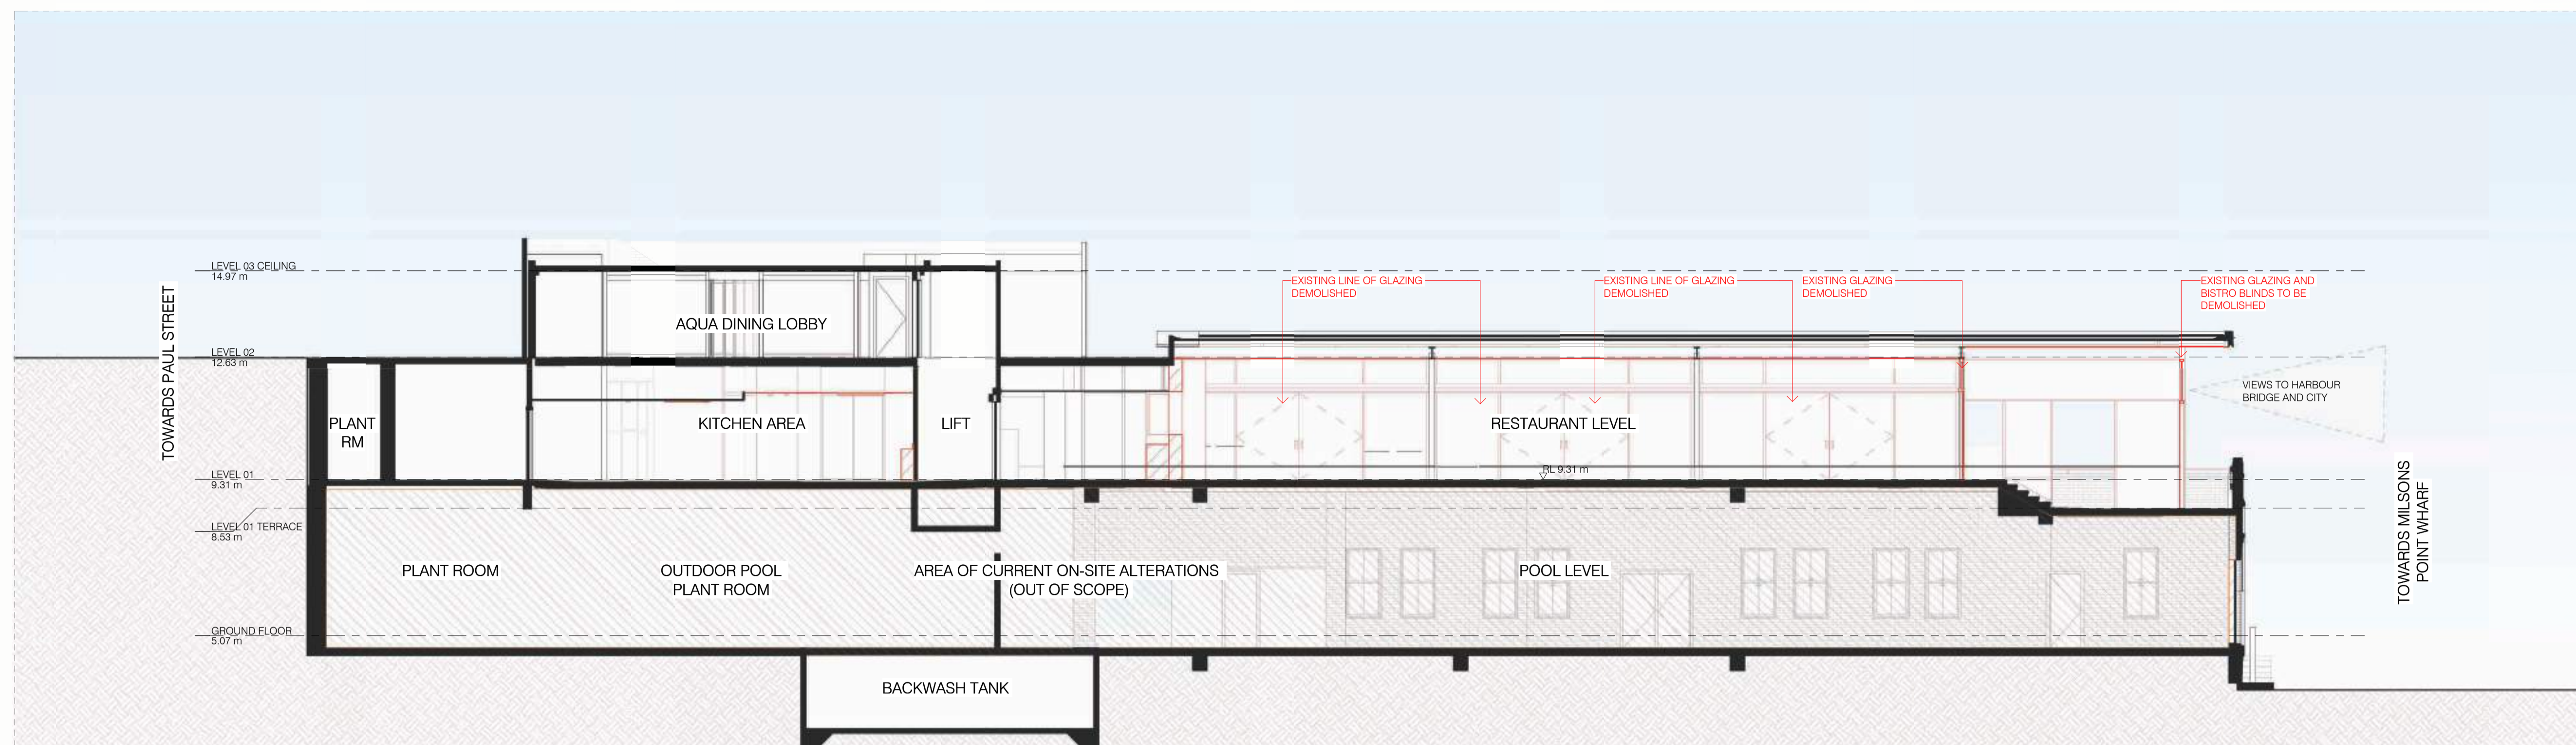 LEVEL 03 CEILING
14.97 m
EXISTING LINE OF GLAZING
DEMOLISHED
EXISTING LINE OF GLAZING
DEMOLISHED
EXISTING GLAZING
DEMOLISHED
EXISTING GLAZING AND
BISTRO BLINDS TO BE
DEMOLISHED
TOWARDS PAUL STREET
AQUA DINING LOBBY
LEVEL 02
12.63 m
VIEWS TO HARBOUR
BRIDGE AND CITY
PLANT
RM
KITCHEN AREA
LIFT
RESTAURANT LEVEL
LEVEL 01
9.31 m
RL 9.31 m
LEVEL 01 TERRACE
8.53 m
TOWARDS MILSONS
POINT WHARF
PLANT ROOM
OUTDOOR POOL
PLANT ROOM
AREA OF CURRENT ON-SITE ALTERATIONS
(OUT OF SCOPE)
POOL LEVEL
GROUND FLOOR
5.07 m
BACKWASH TANK